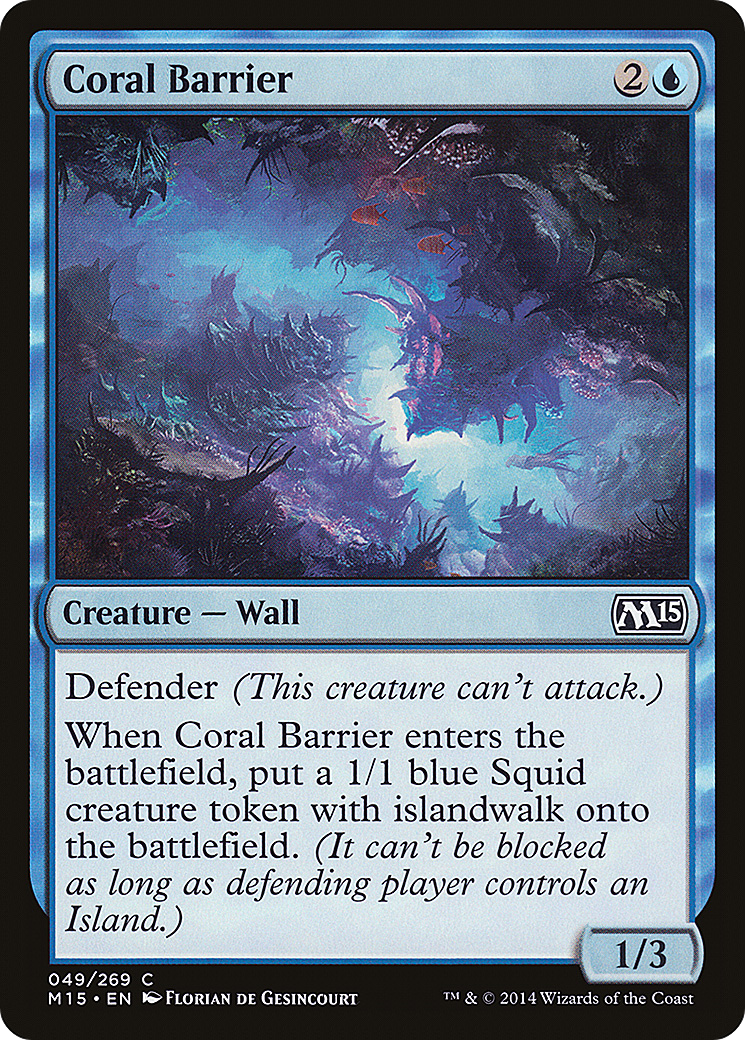 Coral Barrier 2
Creature — Wall M15
Defender (This creature can't attack.)
When Coral Barrier enters the
battlefield, put a 1/1 blue Squid
creature token with islandwalk onto
the battlefield. (It can't be blocked
as long as defending player controls an
Island.)
1/3
049/269 C
M15 • EN Florian de Gesincourt ™ & © 2014 Wizards of the Coast